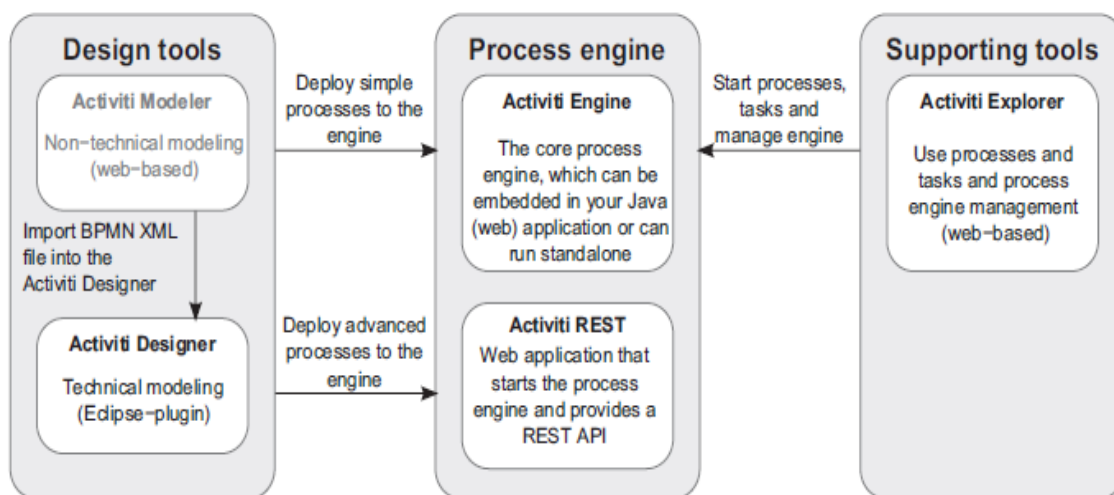 Design tools
Activiti Modeler
Non-technical modeling
(web-based)
Import BPMN XML
file into the
Activiti Designer
Activiti Designer
Technical modeling
(Eclipse-plugin)
Deploy simple
processes to the
engine
Deploy advanced
processes to the
engine
Process engine
Activiti Engine
The core process
engine, which can be
embedded in your Java
(web) application or can
run standalone
Activiti REST
Web application that
starts the process
engine and provides a
REST API
Start processes,
tasks and
manage engine
Supporting tools
Activiti Explorer
Use processes and
tasks and process
engine management
(web-based)